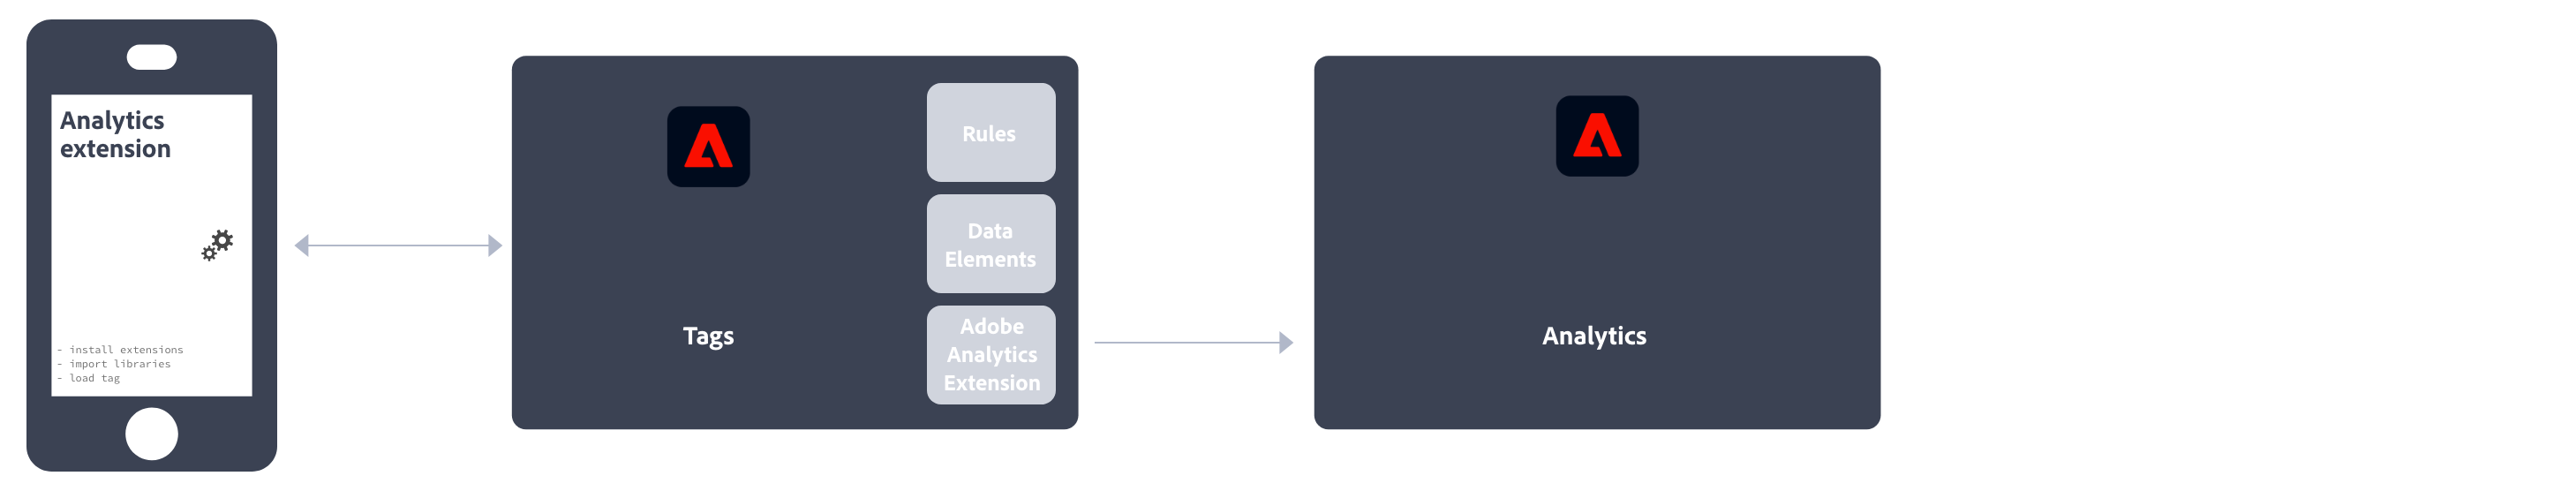 Analytics
extension
- install extensions
- import libraries
- load tag
Tags
Rules
Data
Elements
Adobe
Analytics
Extension
Analytics